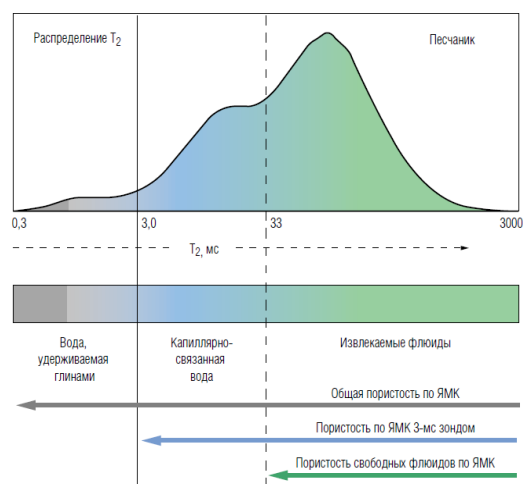 Распределение T2
Песчаник
0,3
3,0
33
3000
T2, мс
Вода,
удерживаемая
глинами
Капиллярно-
связанная
вода
Извлекаемые флюиды
Общая пористость по ЯМК
Пористость по ЯМК 3-мс зондом
Пористость свободных флюидов по ЯМК